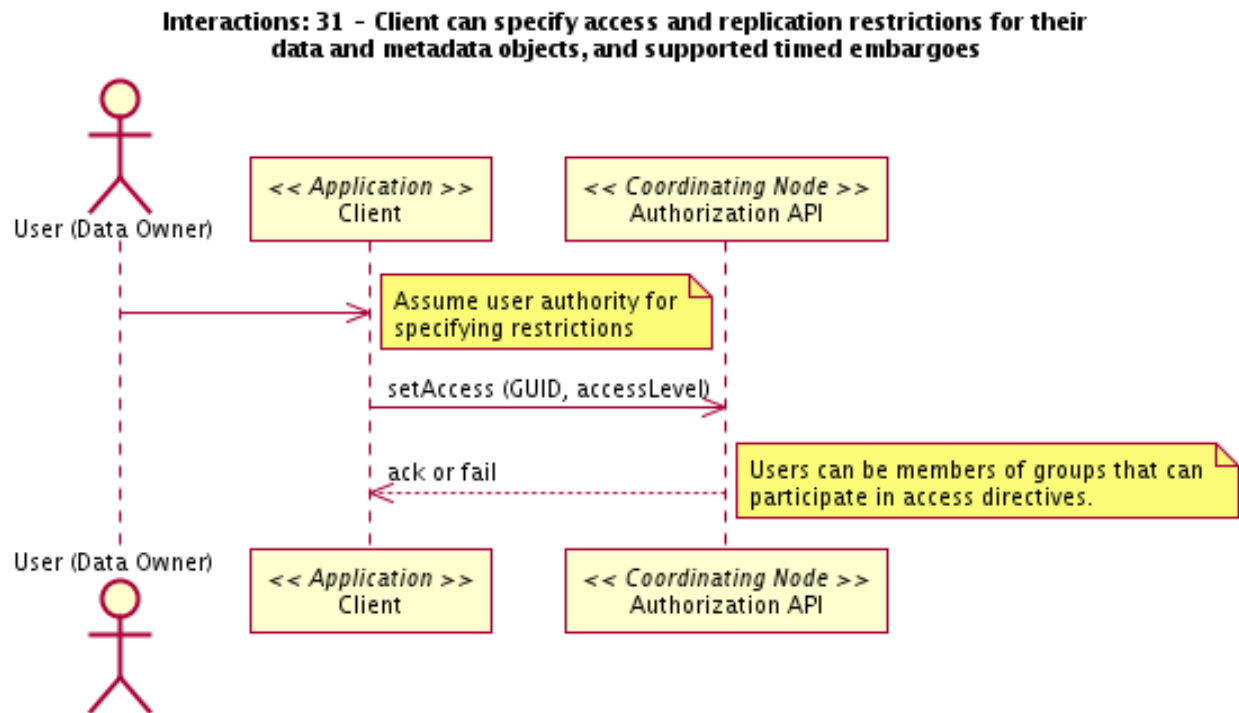 Interactions: 31 - Client can specify access and replication restrictions for their
data and metadata objects, and supported timed embargoes
User (Data Owner)
<< Application >>
Client
<< Coordinating Node >>
Authorization API
Assume user authority for
specifying restrictions
setAccess (GUID, accessLevel)
ack or fail
Users can be members of groups that can
participate in access directives.
User (Data Owner)
<< Application >>
Client
<< Coordinating Node >>
Authorization API